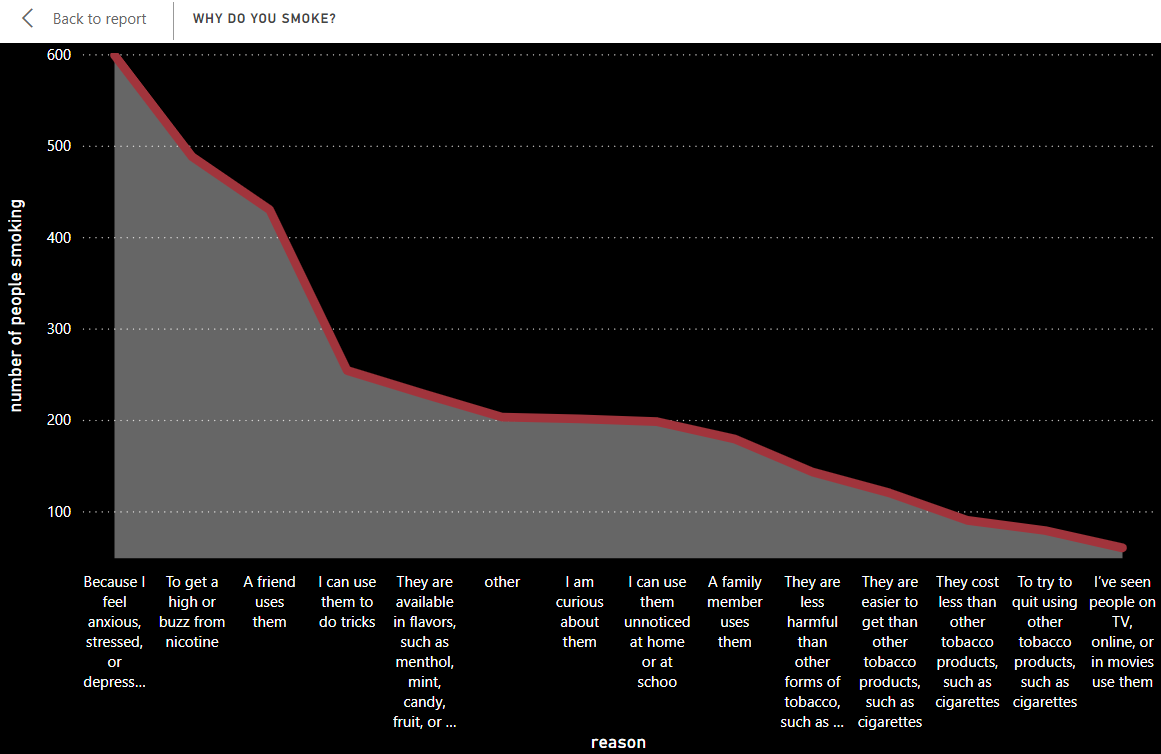 Back to report
WHY DO YOU SMOKE?
600
500
400
300
200
100
number of people smoking
Because I
feel
anxious,
stressed,
or
depress...
To get a
high or
buzz from
nicotine
A friend
uses
them
I can use
them to
do tricks
They are
available
in flavors,
such as
menthol,
mint,
candy,
fruit, or ...
other
I am
curious
about
them
I can use
them
unnoticed
at home
or at
schoo
A family
member
uses
them
They are
less
harmful
than
other
forms of
tobacco,
such as ...
They are
easier to
get than
other
tobacco
products,
such as
cigarettes
They cost
less than
other
tobacco
products,
such as
cigarettes
To try to
quit using
other
tobacco
products,
such as
cigarettes
I've seen
people on
TV,
online, or
in movies
use them
reason